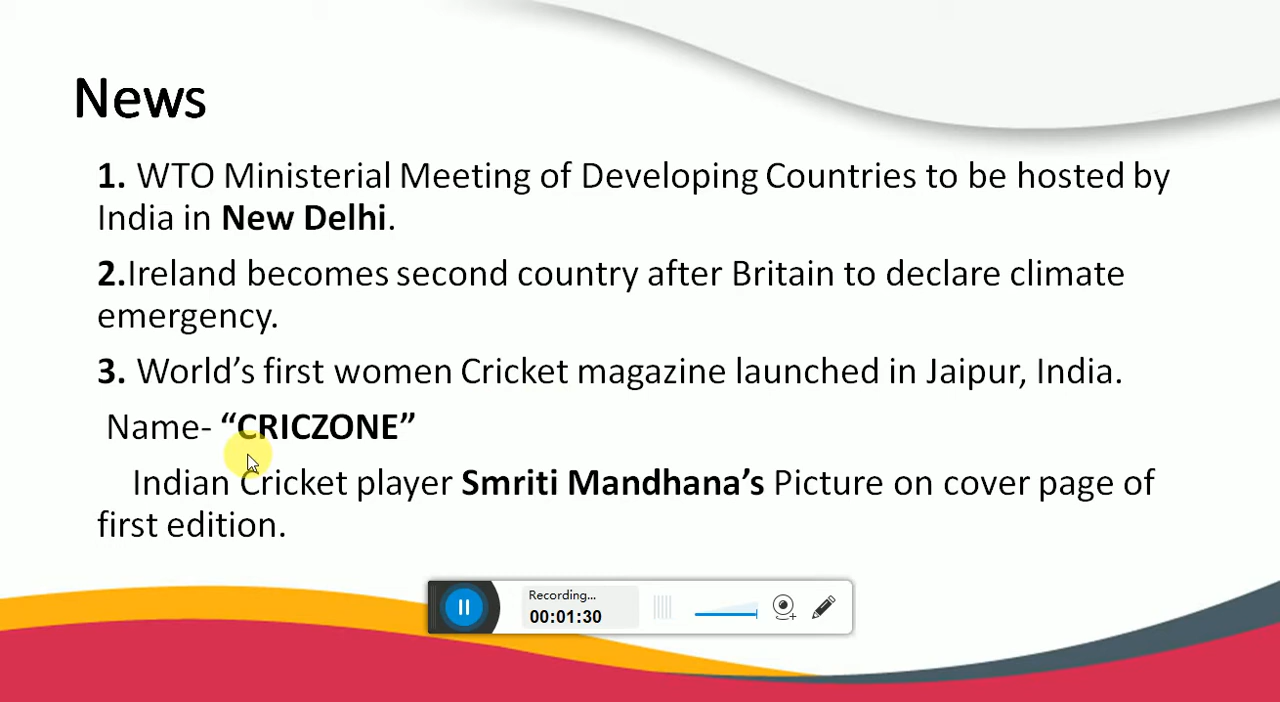 News
1. WTO Ministerial Meeting of Developing Countries to be hosted by
India in New Delhi.
2.Ireland becomes second country after Britain to declare climate
emergency.
3. World’s first women Cricket magazine launched in Jaipur, India.
Name- “CRICZONE”
Indian Cricket player Smriti Mandhana’s Picture on cover page of
first edition.
Recording...
00:01:30